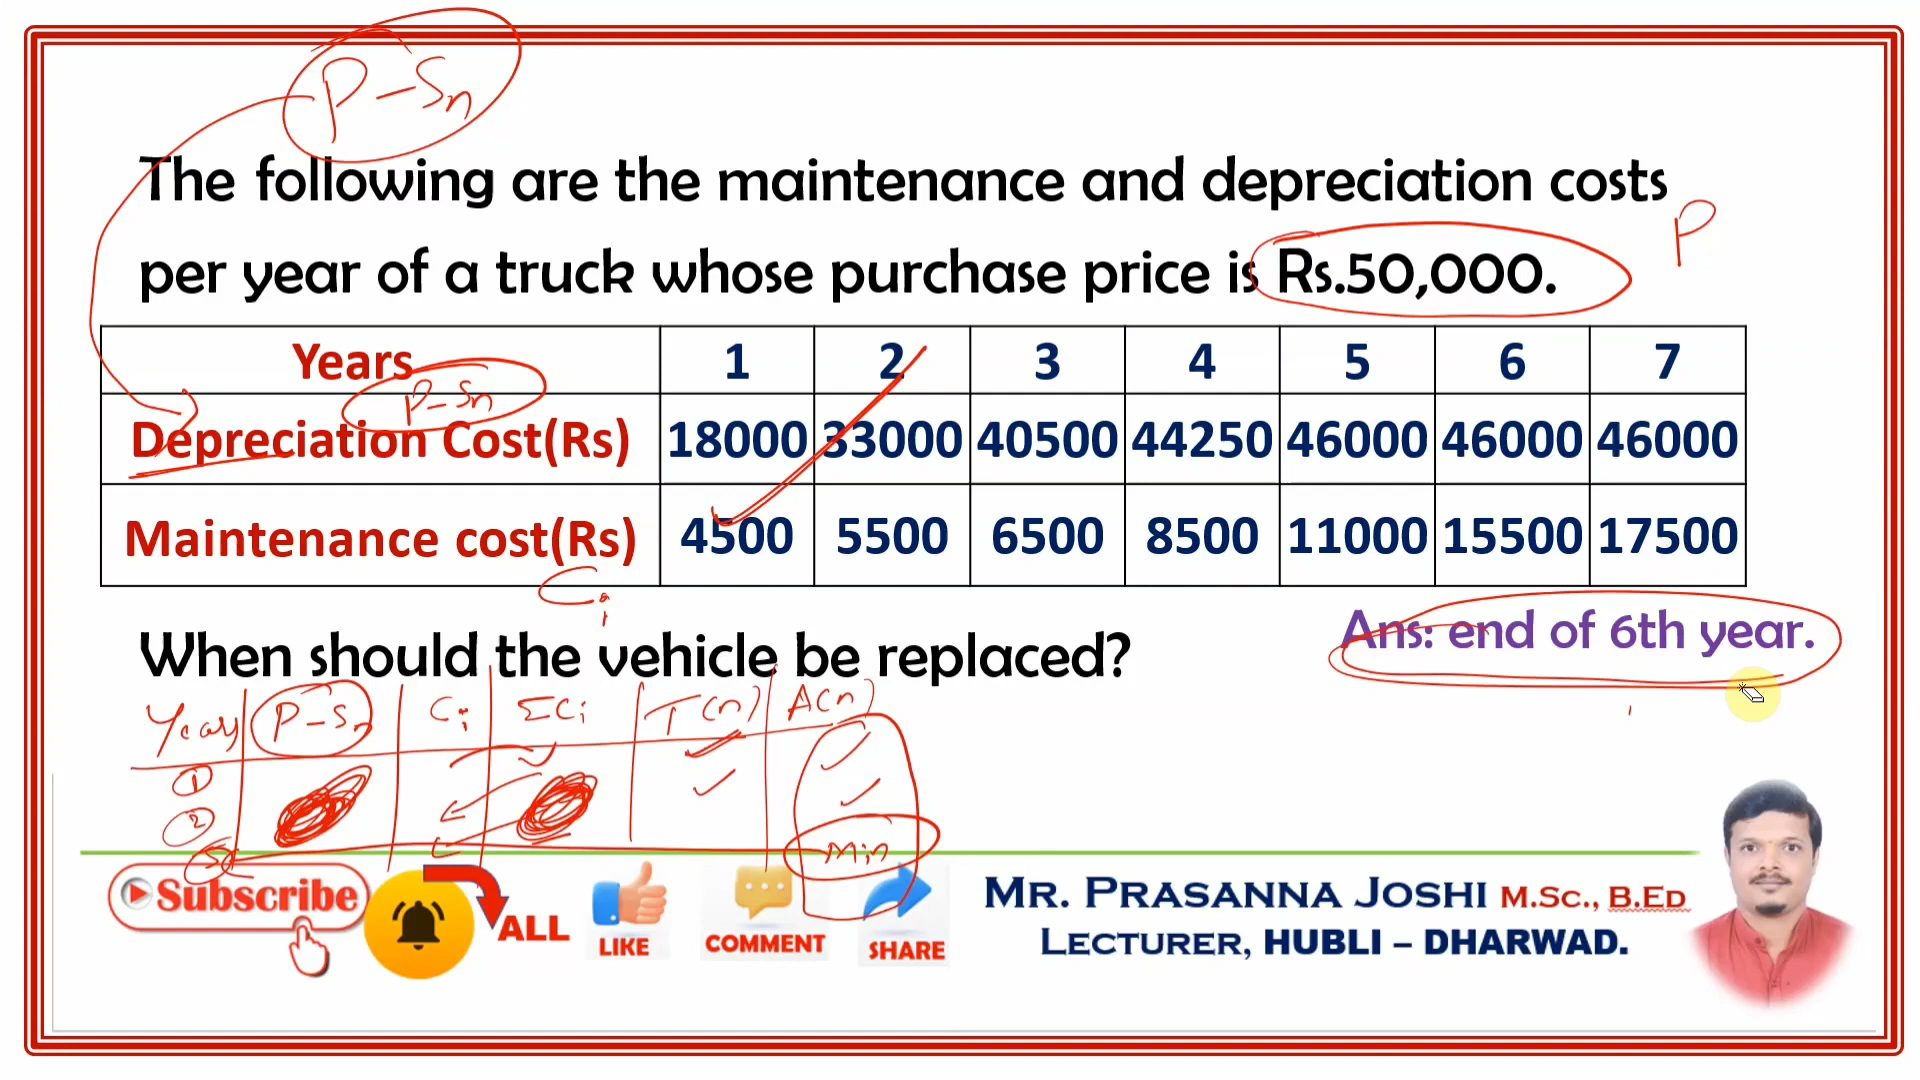 P-Sn
The following are the maintenance and depreciation costs
P
per year of a truck whose purchase price is Rs.50,000.
Years 1 2 3 4 5 6 7
P-Sn
Depreciation Cost(Rs) 18000 33000 40500 44250 46000 46000 46000
Maintenance cost(Rs) 4500 5500 6500 8500 11000 15500 17500
Ci
Ans: end of 6th year.
When should the vehicle be replaced?
Year P-Sn Ci ΣCi T(n) A(n)
1
2
5
Min
Subscribe ALL LIKE COMMENT SHARE
MR. PRASANNA JOSHI M.Sc., B.Ed
LECTURER, HUBLI – DHARWAD.